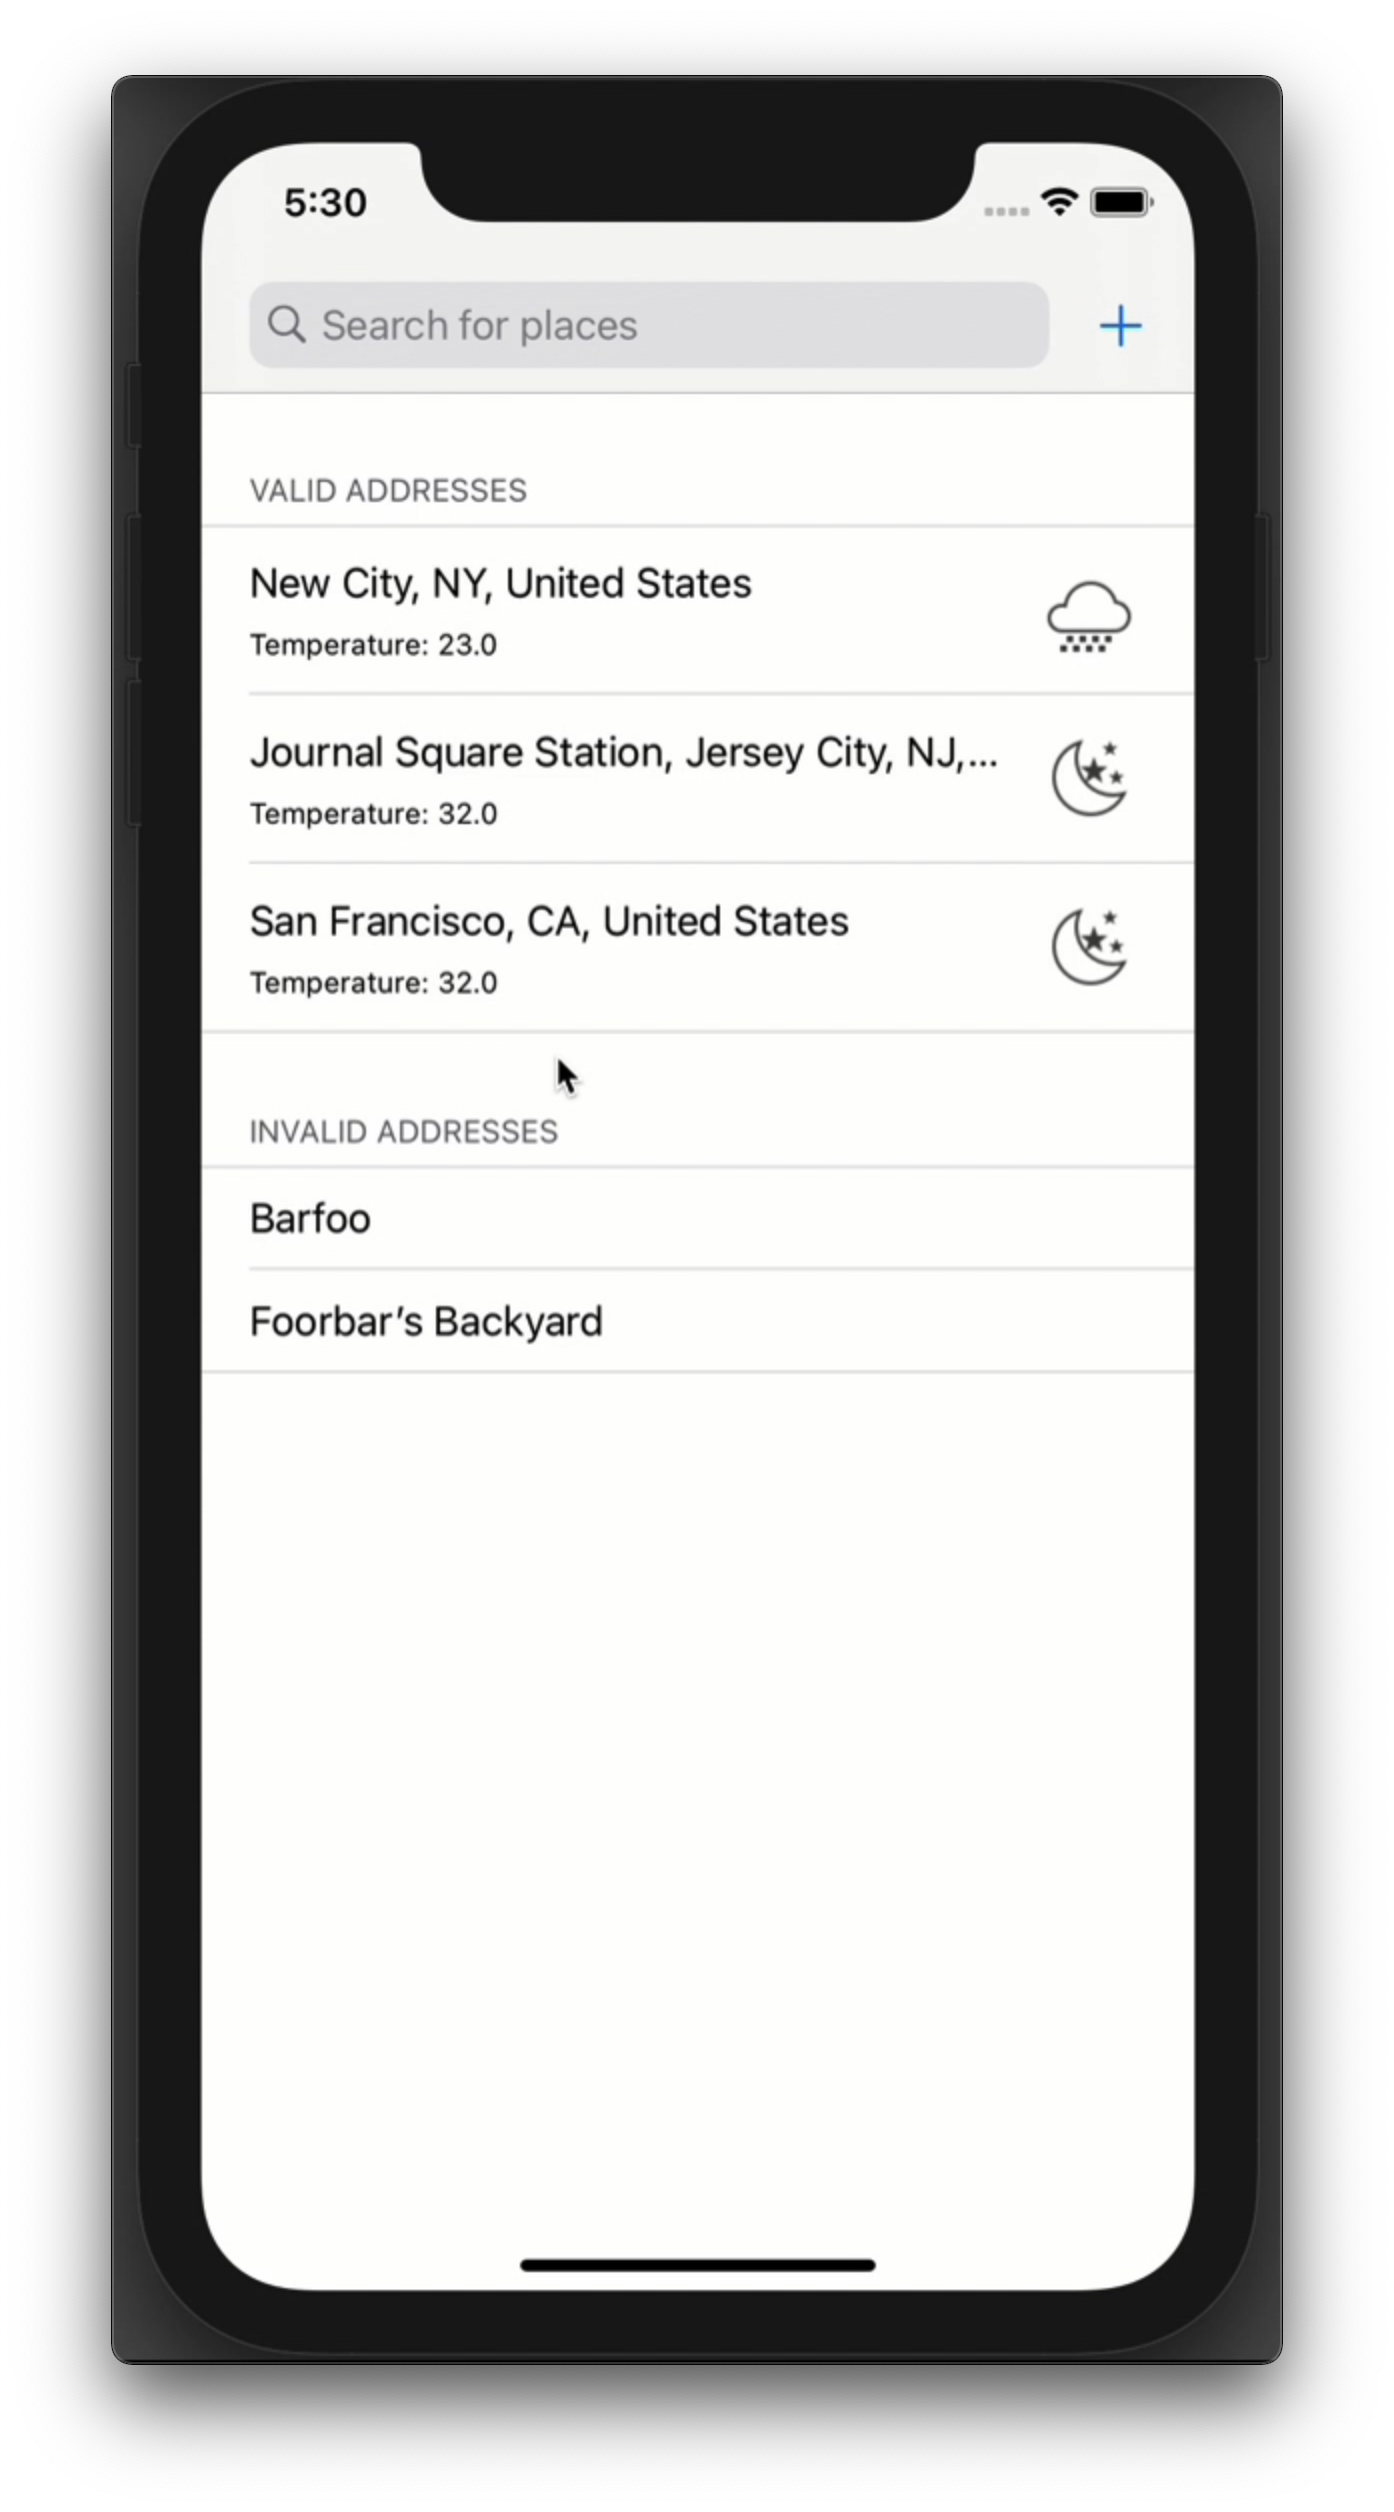 5:30
Search for places
VALID ADDRESSES
New City, NY, United States
Temperature: 23.0
Journal Square Station, Jersey City, NJ,...
Temperature: 32.0
San Francisco, CA, United States
Temperature: 32.0
INVALID ADDRESSES
Barfoo
Foorbar’s Backyard